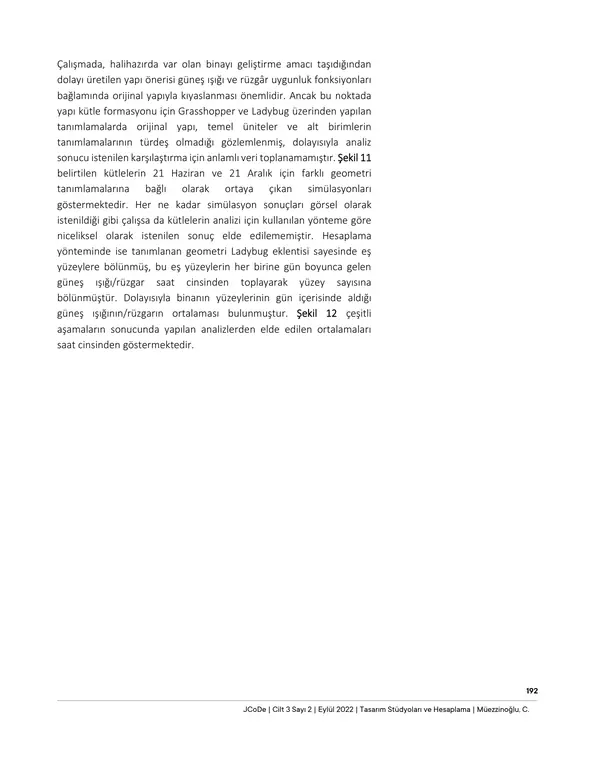 Çalışmada, halihazırda var olan binayı geliştirme amacı taşıdığından
dolayı üretilen yapı önerisi güneş ışığı ve rüzgâr uygunluk fonksiyonları
bağlamında orijinal yapıyla kıyaslanması önemlidir. Ancak bu noktada
yapı kütle formasyonu için Grasshopper ve Ladybug üzerinden yapılan
tanımlamalarda orijinal yapı, temel üniteler ve alt birimlerin
tanımlamalarının türdeş olmadığı gözlemlenmiş, dolayısıyla analiz
sonucu istenilen karşılaştırma için anlamlı veri toplanamamıştır. Şekil 11
belirtilen kütlelerin 21 Haziran ve 21 Aralık için farklı geometri
tanımlamalarına bağlı olarak ortaya çıkan simülasyonları
göstermektedir. Her ne kadar simülasyon sonuçları görsel olarak
istenildiği gibi çalışsa da kütlelerin analizi için kullanılan yönteme göre
niceliksel olarak istenilen sonuç elde edilememiştir. Hesaplama
yönteminde ise tanımlanan geometri Ladybug eklentisi sayesinde eş
yüzeylere bölünmüş, bu eş yüzeylerin her birine gün boyunca gelen
güneş ışığı/rüzgar saat cinsinden toplayarak yüzey sayısına
bölünmüştür. Dolayısıyla binanın yüzeylerinin gün içerisinde aldığı
güneş ışığının/rüzgarın ortalaması bulunmuştur. Şekil 12 çeşitli
aşamaların sonucunda yapılan analizlerden elde edilen ortalamaları
saat cinsinden göstermektedir.
192
JCoDe | Cilt 3 Sayı 2 | Eylül 2022 | Tasarım Stüdyoları ve Hesaplama | Müezzinoğlu, C.